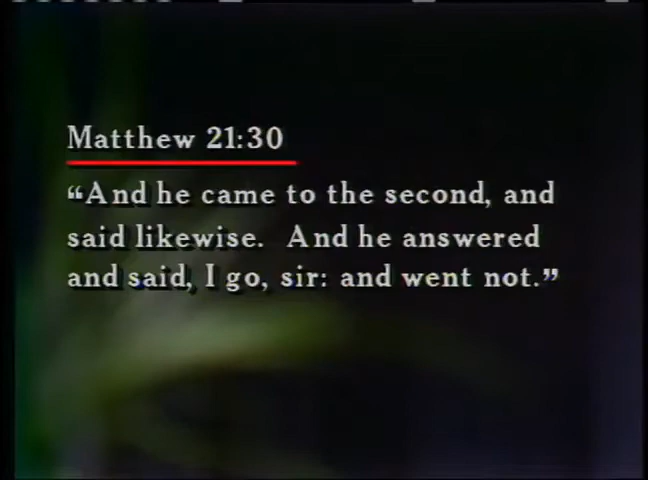 Matthew 21:30
“And he came to the second, and
said likewise.  And he answered
and said, I go, sir: and went not.”